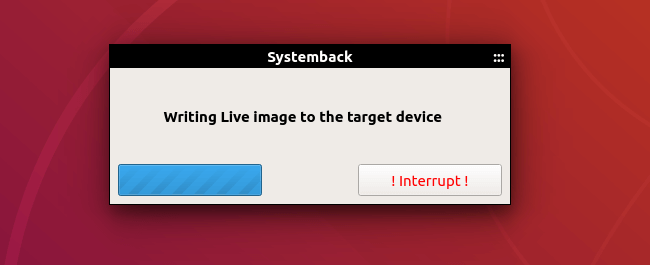 Systemback
Writing Live image to the target device
! Interrupt !